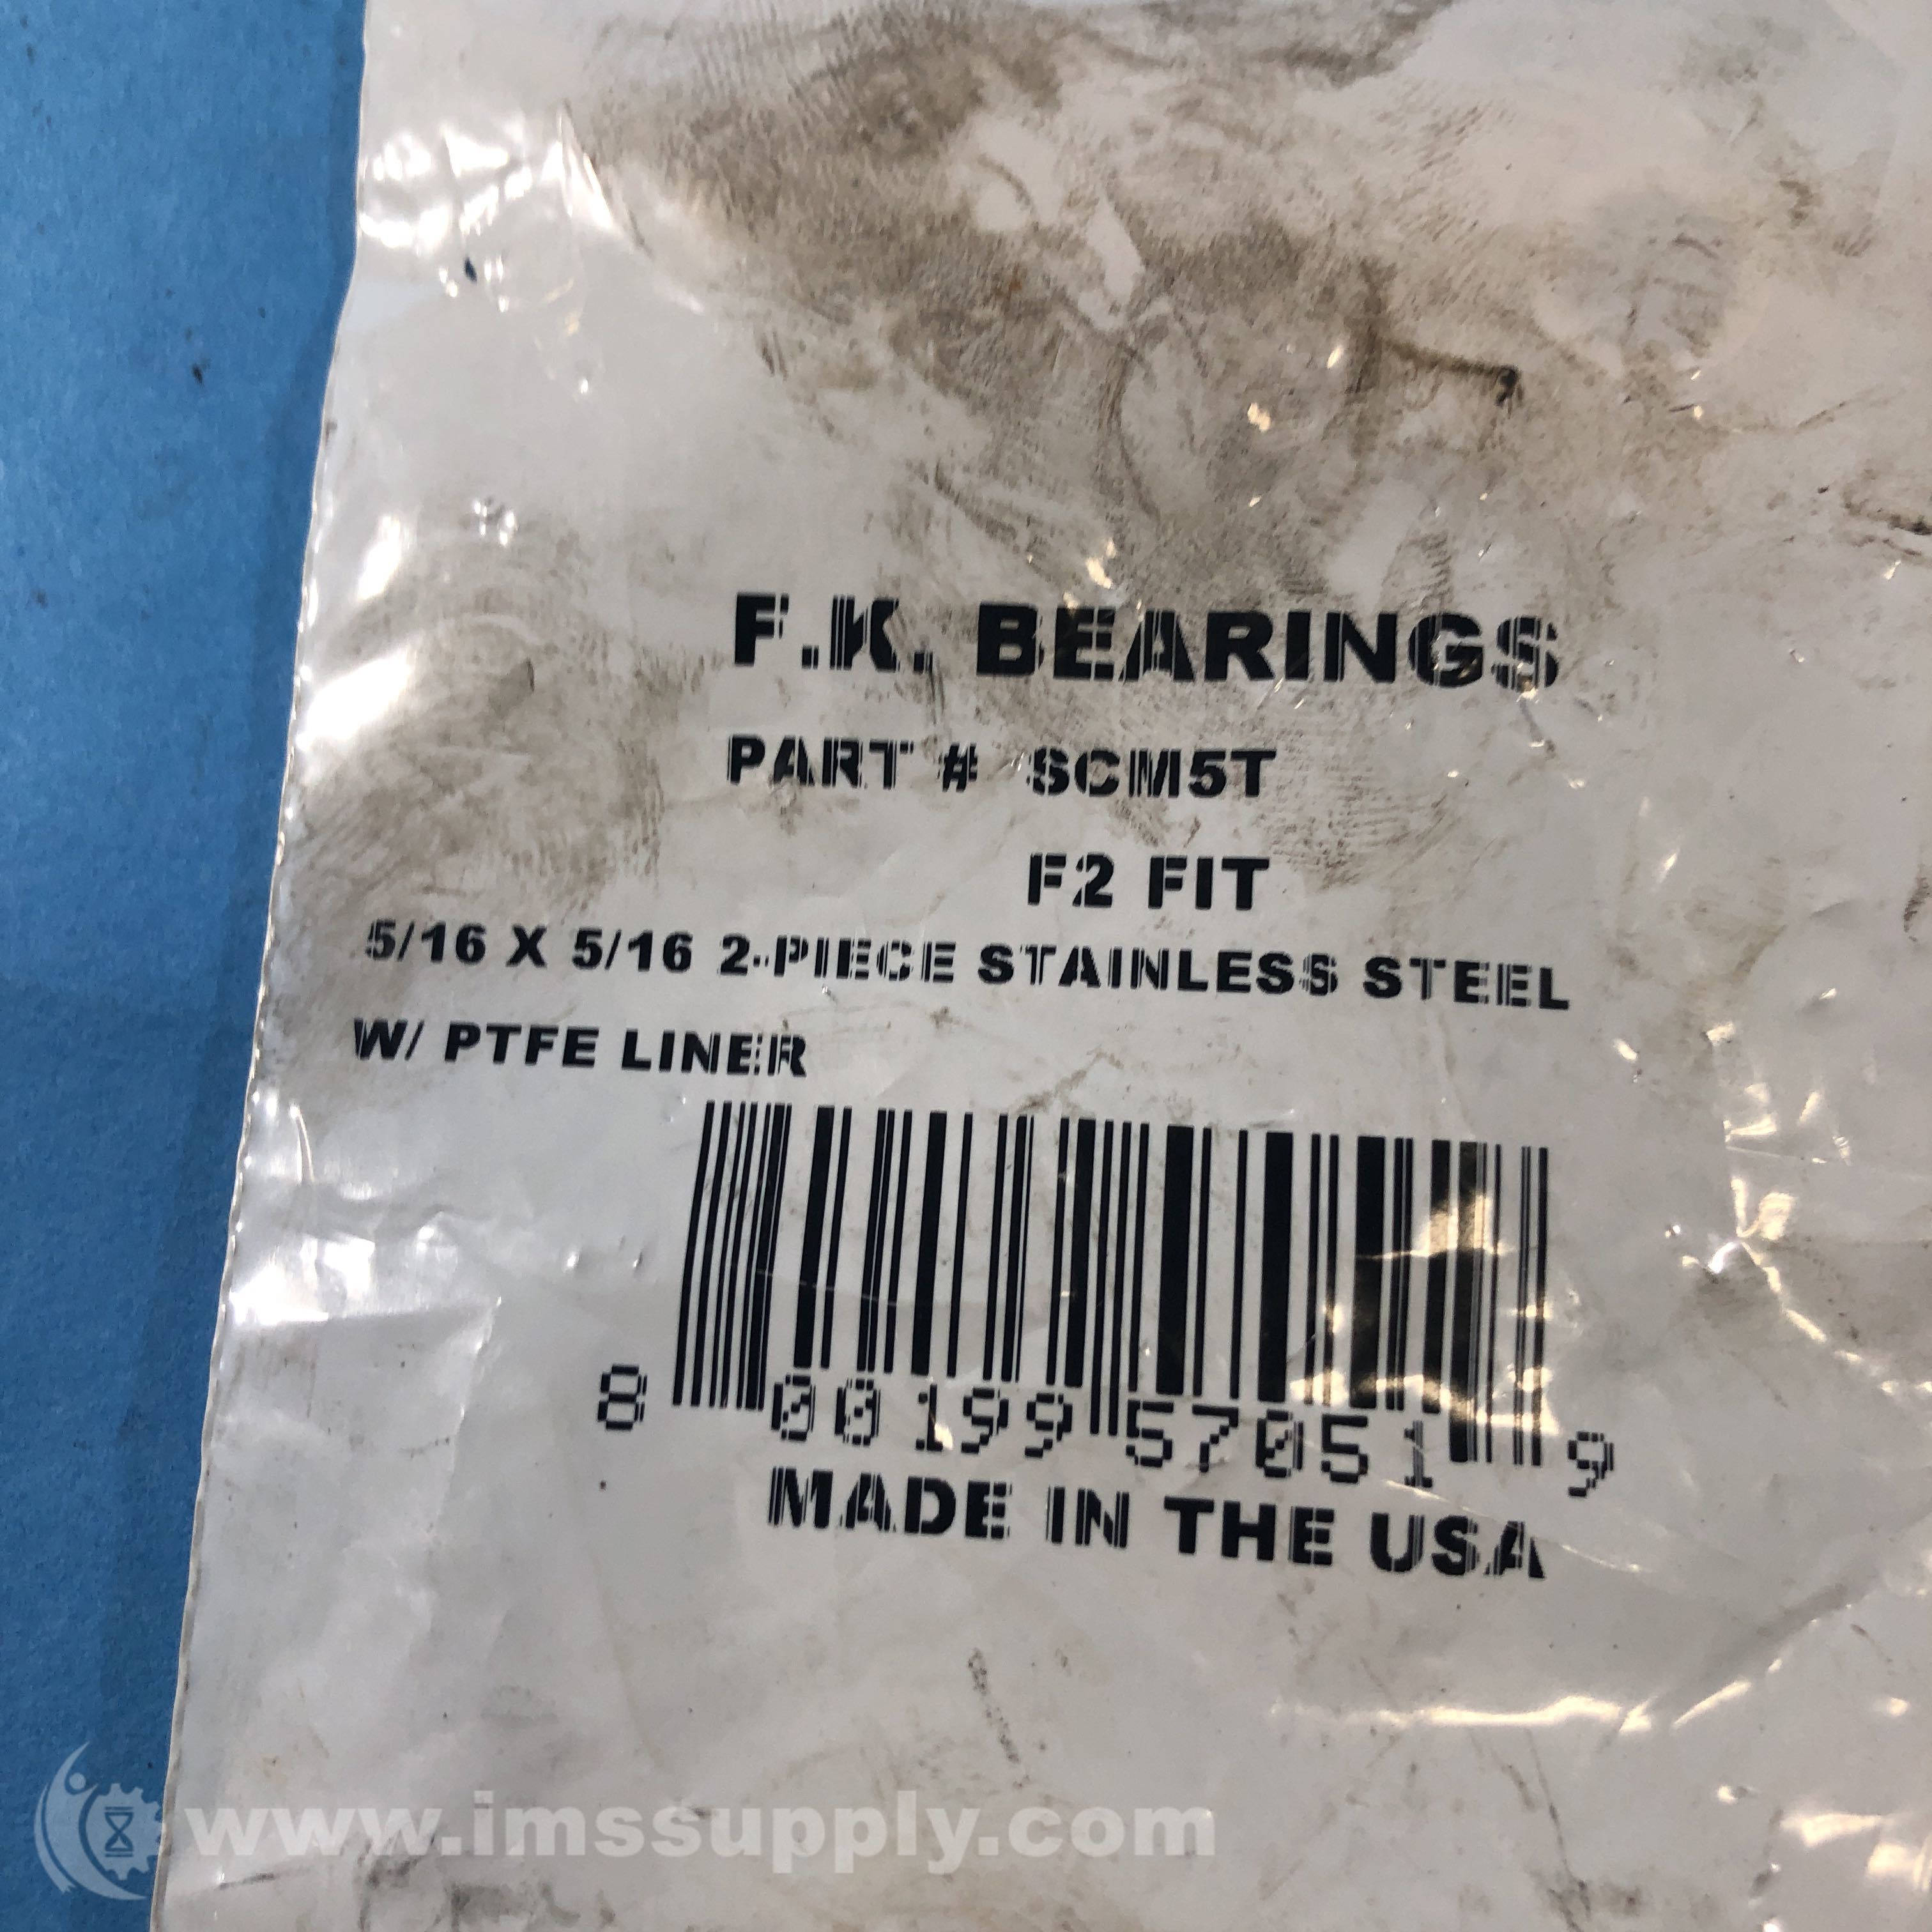 F.K. BEARINGS
PART # SCM5T
F2 FIT
5/16 X 5/16 2-PIECE STAINLESS STEEL
W/ PTFE LINER
8 00199 57051 9
MADE IN THE USA
www.imssupply.com